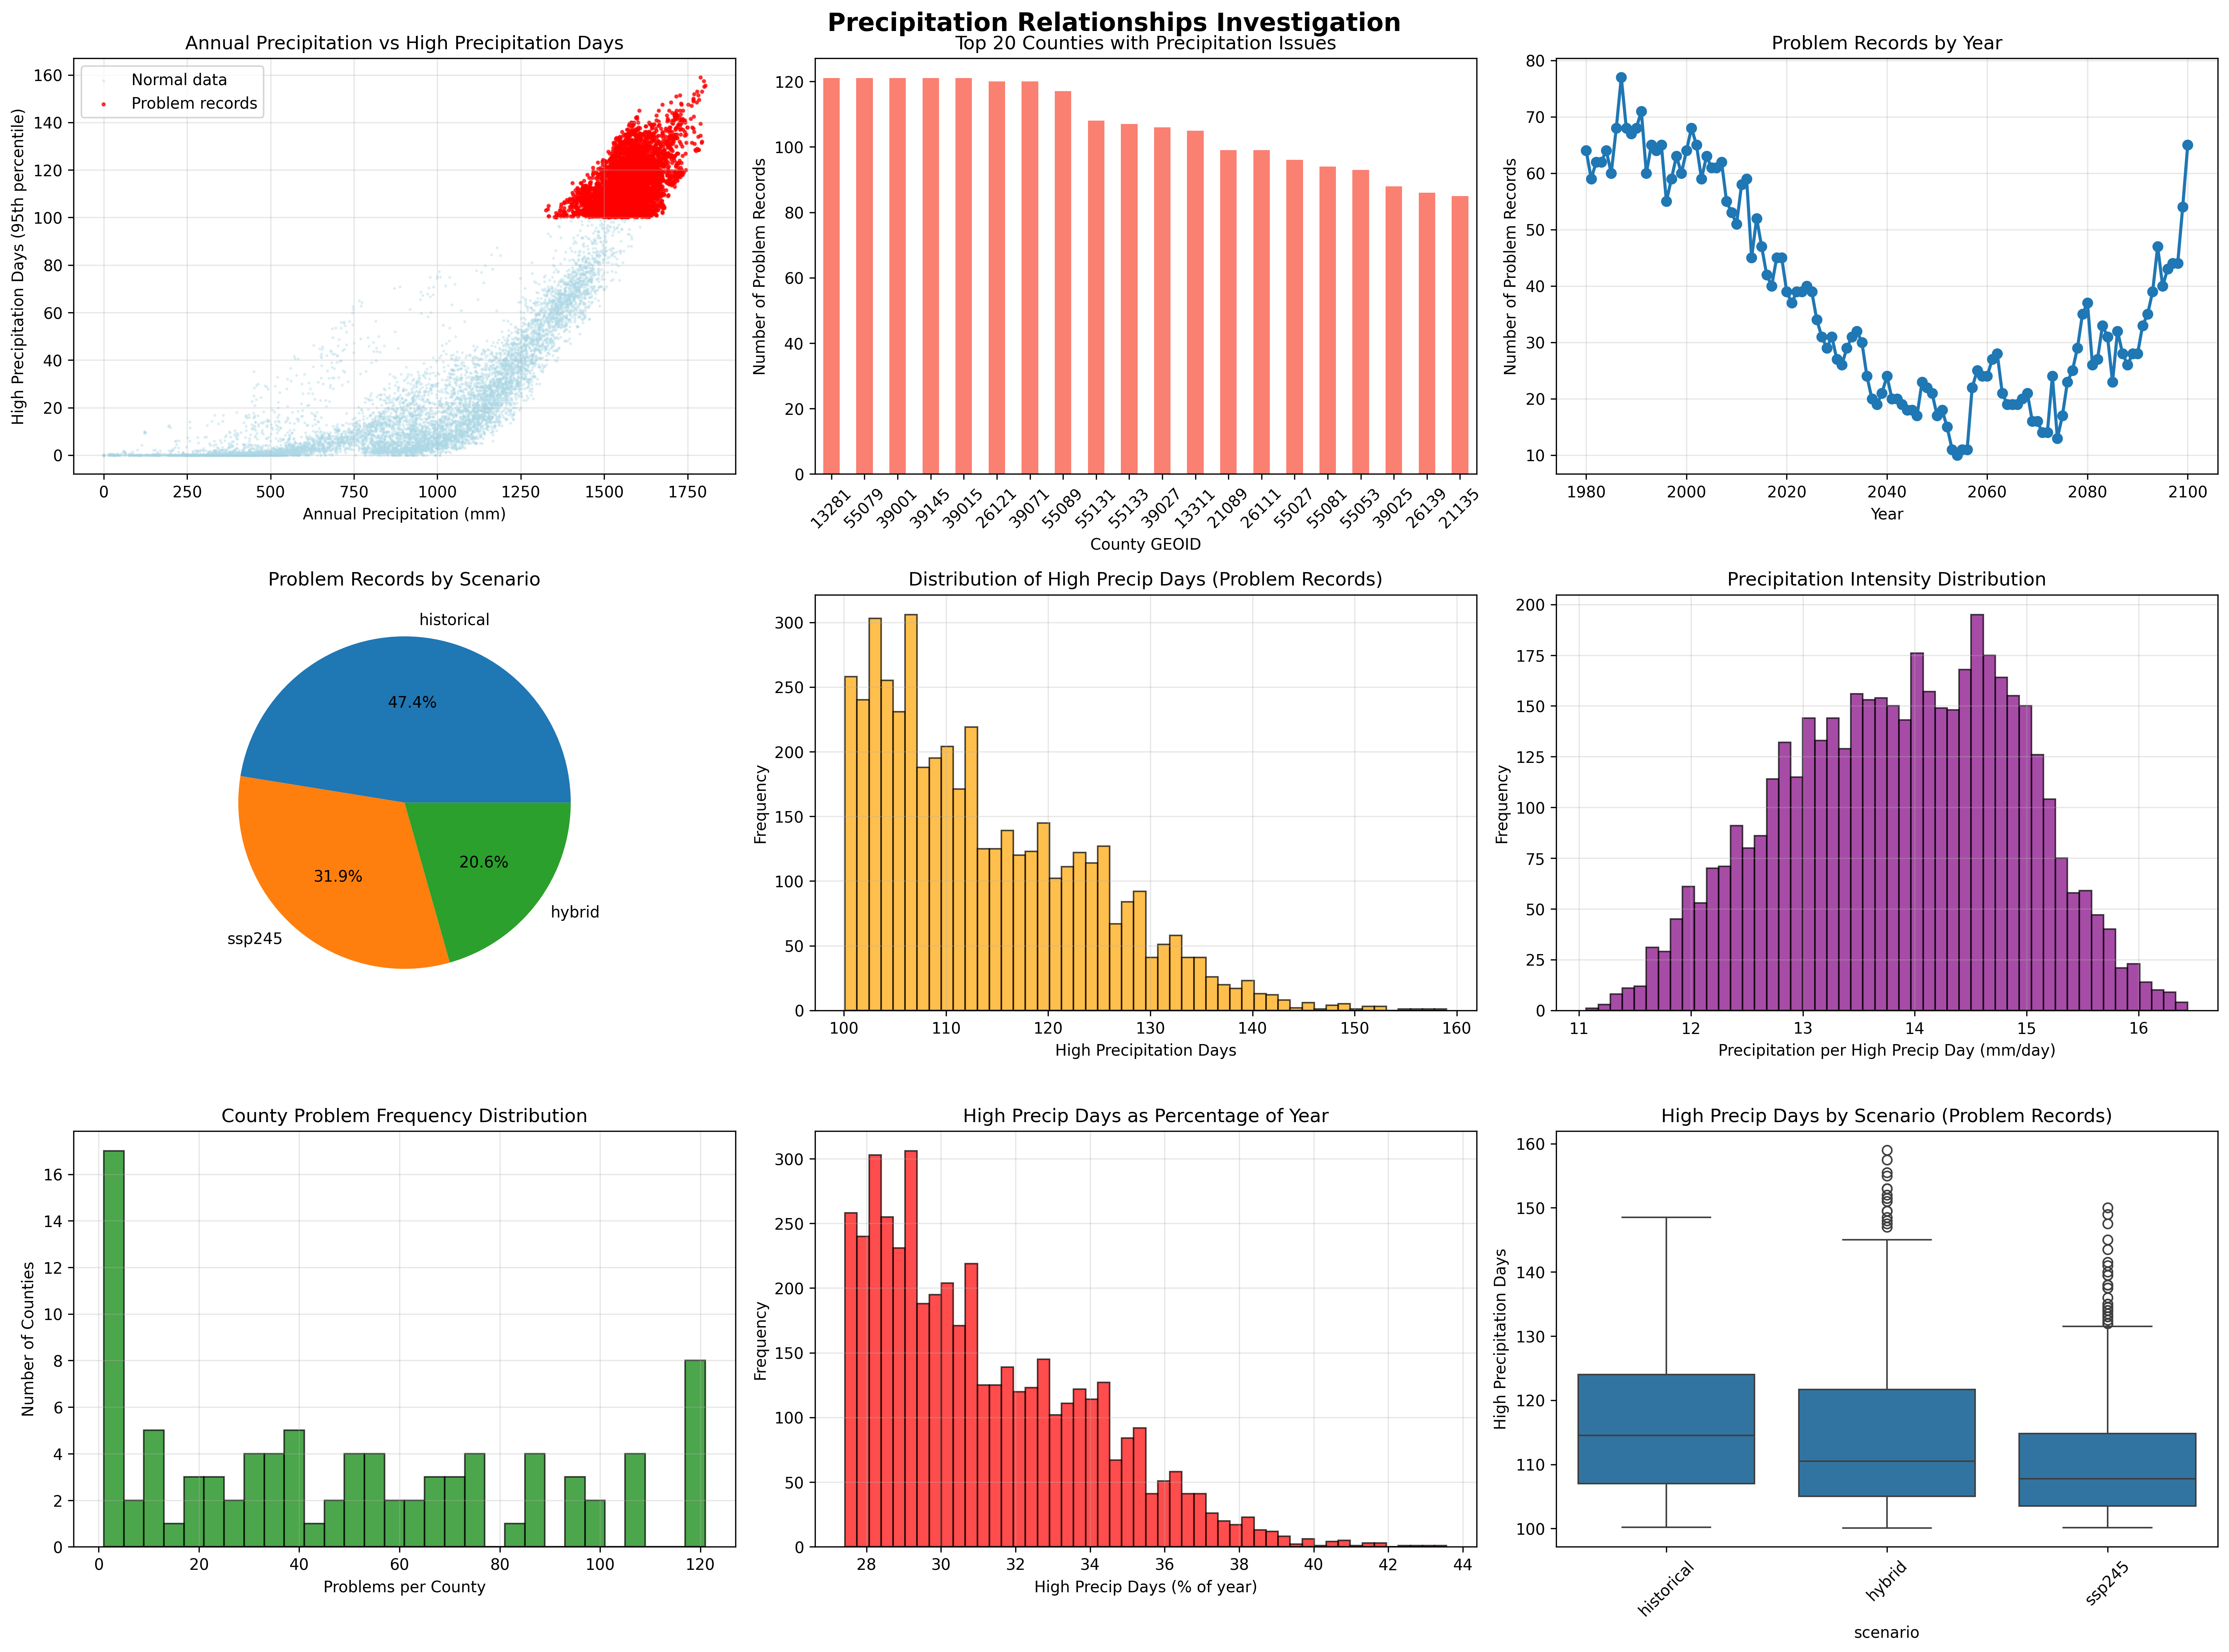 Precipitation Relationships Investigation
Annual Precipitation vs High Precipitation Days
Normal data
Problem records
High Precipitation Days (95th percentile)
160
140
120
100
80
60
40
20
0
0 250 500 750 1000 1250 1500 1750
Annual Precipitation (mm)
Top 20 Counties with Precipitation Issues
Number of Problem Records
120
100
80
60
40
20
0
13281 55079 39001 39145 39015 26121 39071 55089 55131 55133 39027 13311 21089 26111 55027 55081 55053 39025 26139 21135
County GEOID
Problem Records by Year
Number of Problem Records
80
70
60
50
40
30
20
10
1980 2000 2020 2040 2060 2080 2100
Year
Problem Records by Scenario
historical
47.4%
31.9%
20.6%
ssp245
hybrid
Distribution of High Precip Days (Problem Records)
Frequency
300
250
200
150
100
50
0
100 110 120 130 140 150 160
High Precipitation Days
Precipitation Intensity Distribution
Frequency
200
175
150
125
100
75
50
25
0
11 12 13 14 15 16
Precipitation per High Precip Day (mm/day)
County Problem Frequency Distribution
Number of Counties
16
14
12
10
8
6
4
2
0
0 20 40 60 80 100 120
Problems per County
High Precip Days as Percentage of Year
Frequency
300
250
200
150
100
50
0
28 30 32 34 36 38 40 42 44
High Precip Days (% of year)
High Precip Days by Scenario (Problem Records)
High Precipitation Days
160
150
140
130
120
110
100
historical hybrid ssp245
scenario